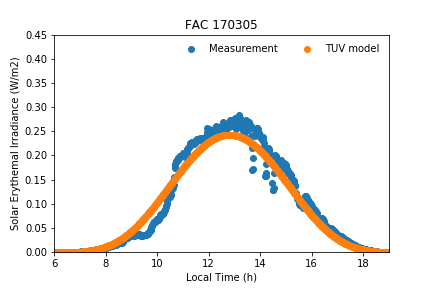 FAC 170305
Measurement
TUV model
0.45
0.40
0.35
0.30
0.25
0.20
0.15
0.10
0.05
0.00
Solar Erythemal Irradiance (W/m2)
6 8 10 12 14 16 18
Local Time (h)